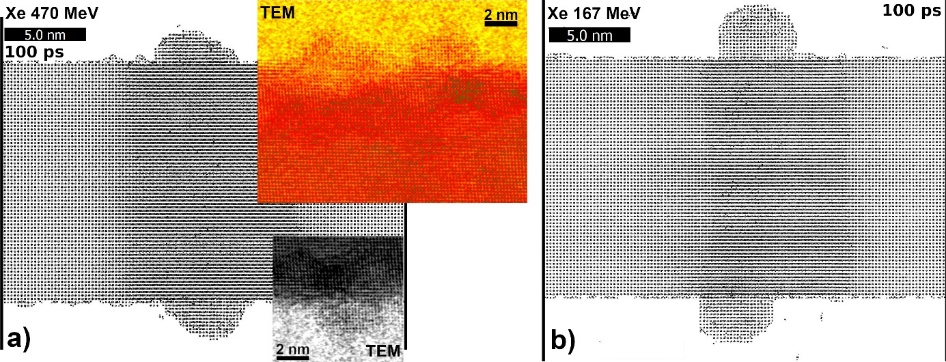 Xe 470 MeV
5.0 nm
100 ps
TEM
2 nm
2 nm
TEM
a)
Xe 167 MeV
5.0 nm
100 ps
b)